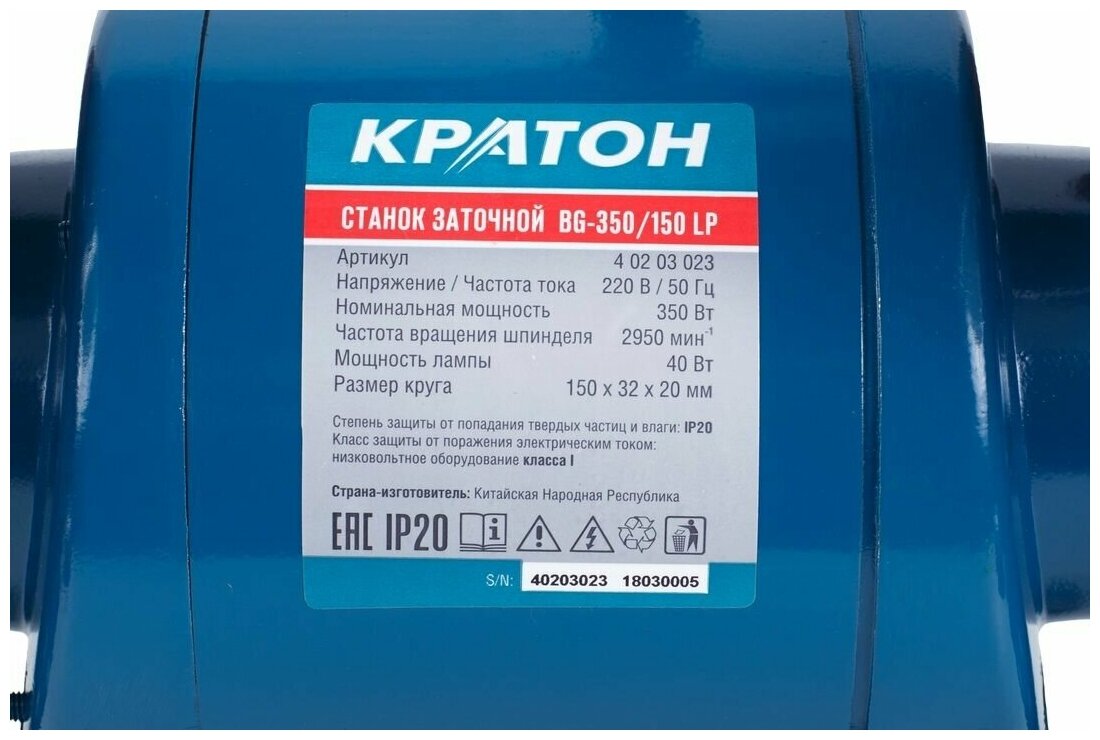 КРАТОН
СТАНОК ЗАТОЧНОЙ BG-350/150 LP
Артикул 4 02 03 023
Напряжение / Частота тока 220 В / 50 Гц
Номинальная мощность 350 Вт
Частота вращения шпинделя 2950 мин⁻¹
Мощность лампы 40 Вт
Размер круга 150 х 32 х 20 мм
Степень защиты от попадания твердых частиц и влаги: IP20
Класс защиты от поражения электрическим током:
низковольтное оборудование класса I
Страна-изготовитель: Китайская Народная Республика
EAC IP20
S/N: 40203023 18030005